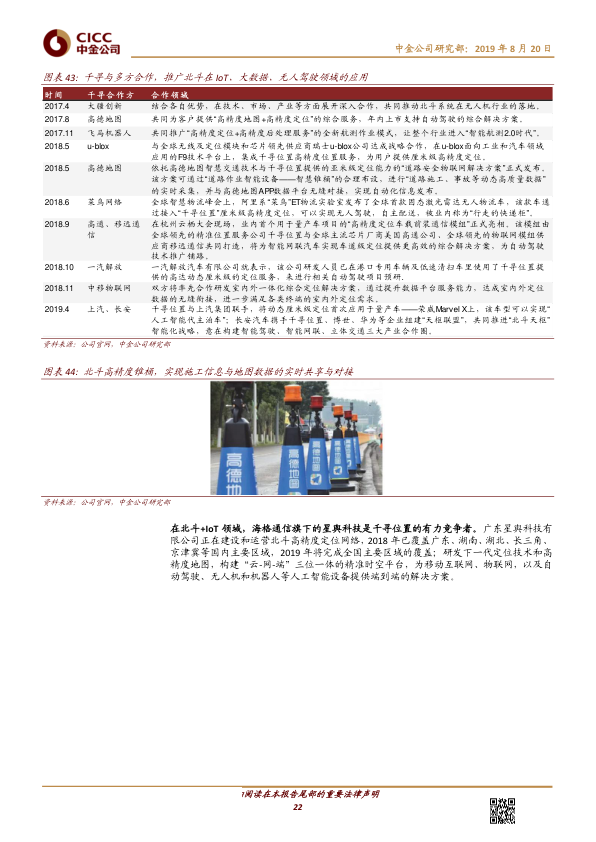 CICC
中金公司
中金公司研究部：2019 年 8 月 20 日
图表 43：千寻与多方合作，推广北斗在 IoT、大数据、无人驾驶领域的应用
时间 千寻合作方 合作领域
2017.4 大疆创新 结合各自优势，在技术、市场、产业等方面展开深入合作，共同推动北斗系统在无人机行业的落地。
2017.8 高德地图 共同为客户提供“高精度地图+高精度定位”的综合服务，年内上市支持自动驾驶的综合解决方案。
2017.11 飞马机器人 共同推广“高精度定位+高精度后处理服务”的全新航测作业模式，让整个行业进入“智能航测2.0时代”。
2018.5 u-blox 与全球无线及定位模块和芯片领先供应商瑞士u-blox公司达成战略合作，在u-blox面向工业和汽车领域
应用的F9技术平台上，集成千寻位置高精度位置服务，为用户提供厘米级高精度定位。
2018.5 高德地图 依托高德地图智慧交通技术与千寻位置提供的亚米级定位能力的“道路安全物联网解决方案”正式发布。
该方案可通过“道路作业智能设备——智慧锥桶”的合理布设，进行“道路施工、事故等动态高质量数据”
的实时采集，并与高德地图APP数据平台无缝对接，实现自动化信息发布。
2018.6 菜鸟网络 全球智慧物流峰会上，阿里系“菜鸟”ET物流实验室发布了全球首款固态激光雷达无人物流车，该款车通
过接入“千寻位置”厘米级高精度定位，可以实现无人驾驶，自主配送，被业内称为“行走的快递柜”。
2018.9 高通、移远通信 在杭州云栖大会现场，业内首个用于量产车项目的“高精度定位车载前装通信模组”正式亮相。该模组由
全球领先的精准位置服务公司千寻位置与全球主流芯片厂商美国高通公司、全球领先的物联网模组供
应商移远通信共同打造，将为智能网联汽车实现车道级定位提供更高效的综合解决方案，为自动驾驶
技术推广铺路。
2018.10 一汽解放 一汽解放汽车有限公司就表示，该公司研发人员已在港口专用车辆及低速清扫车里使用了千寻位置提
供的高达动态厘米级的定位服务，来进行相关自动驾驶项目预研.
2018.11 中移物联网 双方将率先合作研发室内外一体化综合定位解决方案，通过提升数据平台服务能力，达成室内外定位
数据的无缝衔接，进一步满足各类终端的室内外定位需求。
2019.4 上汽、长安 千寻位置与上汽集团联手，将动态厘米级定位首次应用于量产车——荣威Marvel X上，该车型可以实现“
人工智能代主泊车”；长安汽车携手千寻位置、博世、华为等企业组建“天枢联盟”，共同推进“北斗天枢”
智能化战略，意在构建智能驾驶、智能网联、立体交通三大产业合作圈。
资料来源：公司官网，中金公司研究部
图表 44：北斗高精度锥桶，实现施工信息与地图数据的实时共享与对接
高德地图
高德地图
高德地图
资料来源：公司官网，中金公司研究部
在北斗+IoT 领域，海格通信旗下的星舆科技是千寻位置的有力竞争者。广东星舆科技有
限公司正在建设和运营北斗高精度定位网络，2018 年已覆盖广东、湖南、湖北、长三角、
京津冀等国内主要区域，2019 年将完成全国主要区域的覆盖；研发下一代定位技术和高
精度地图，构建“云-网-端”三位一体的精准时空平台，为移动互联网、物联网，以及自
动驾驶、无人机和机器人等人工智能设备提供端到端的解决方案。
1阅读在本报告尾部的重要法律声明
22